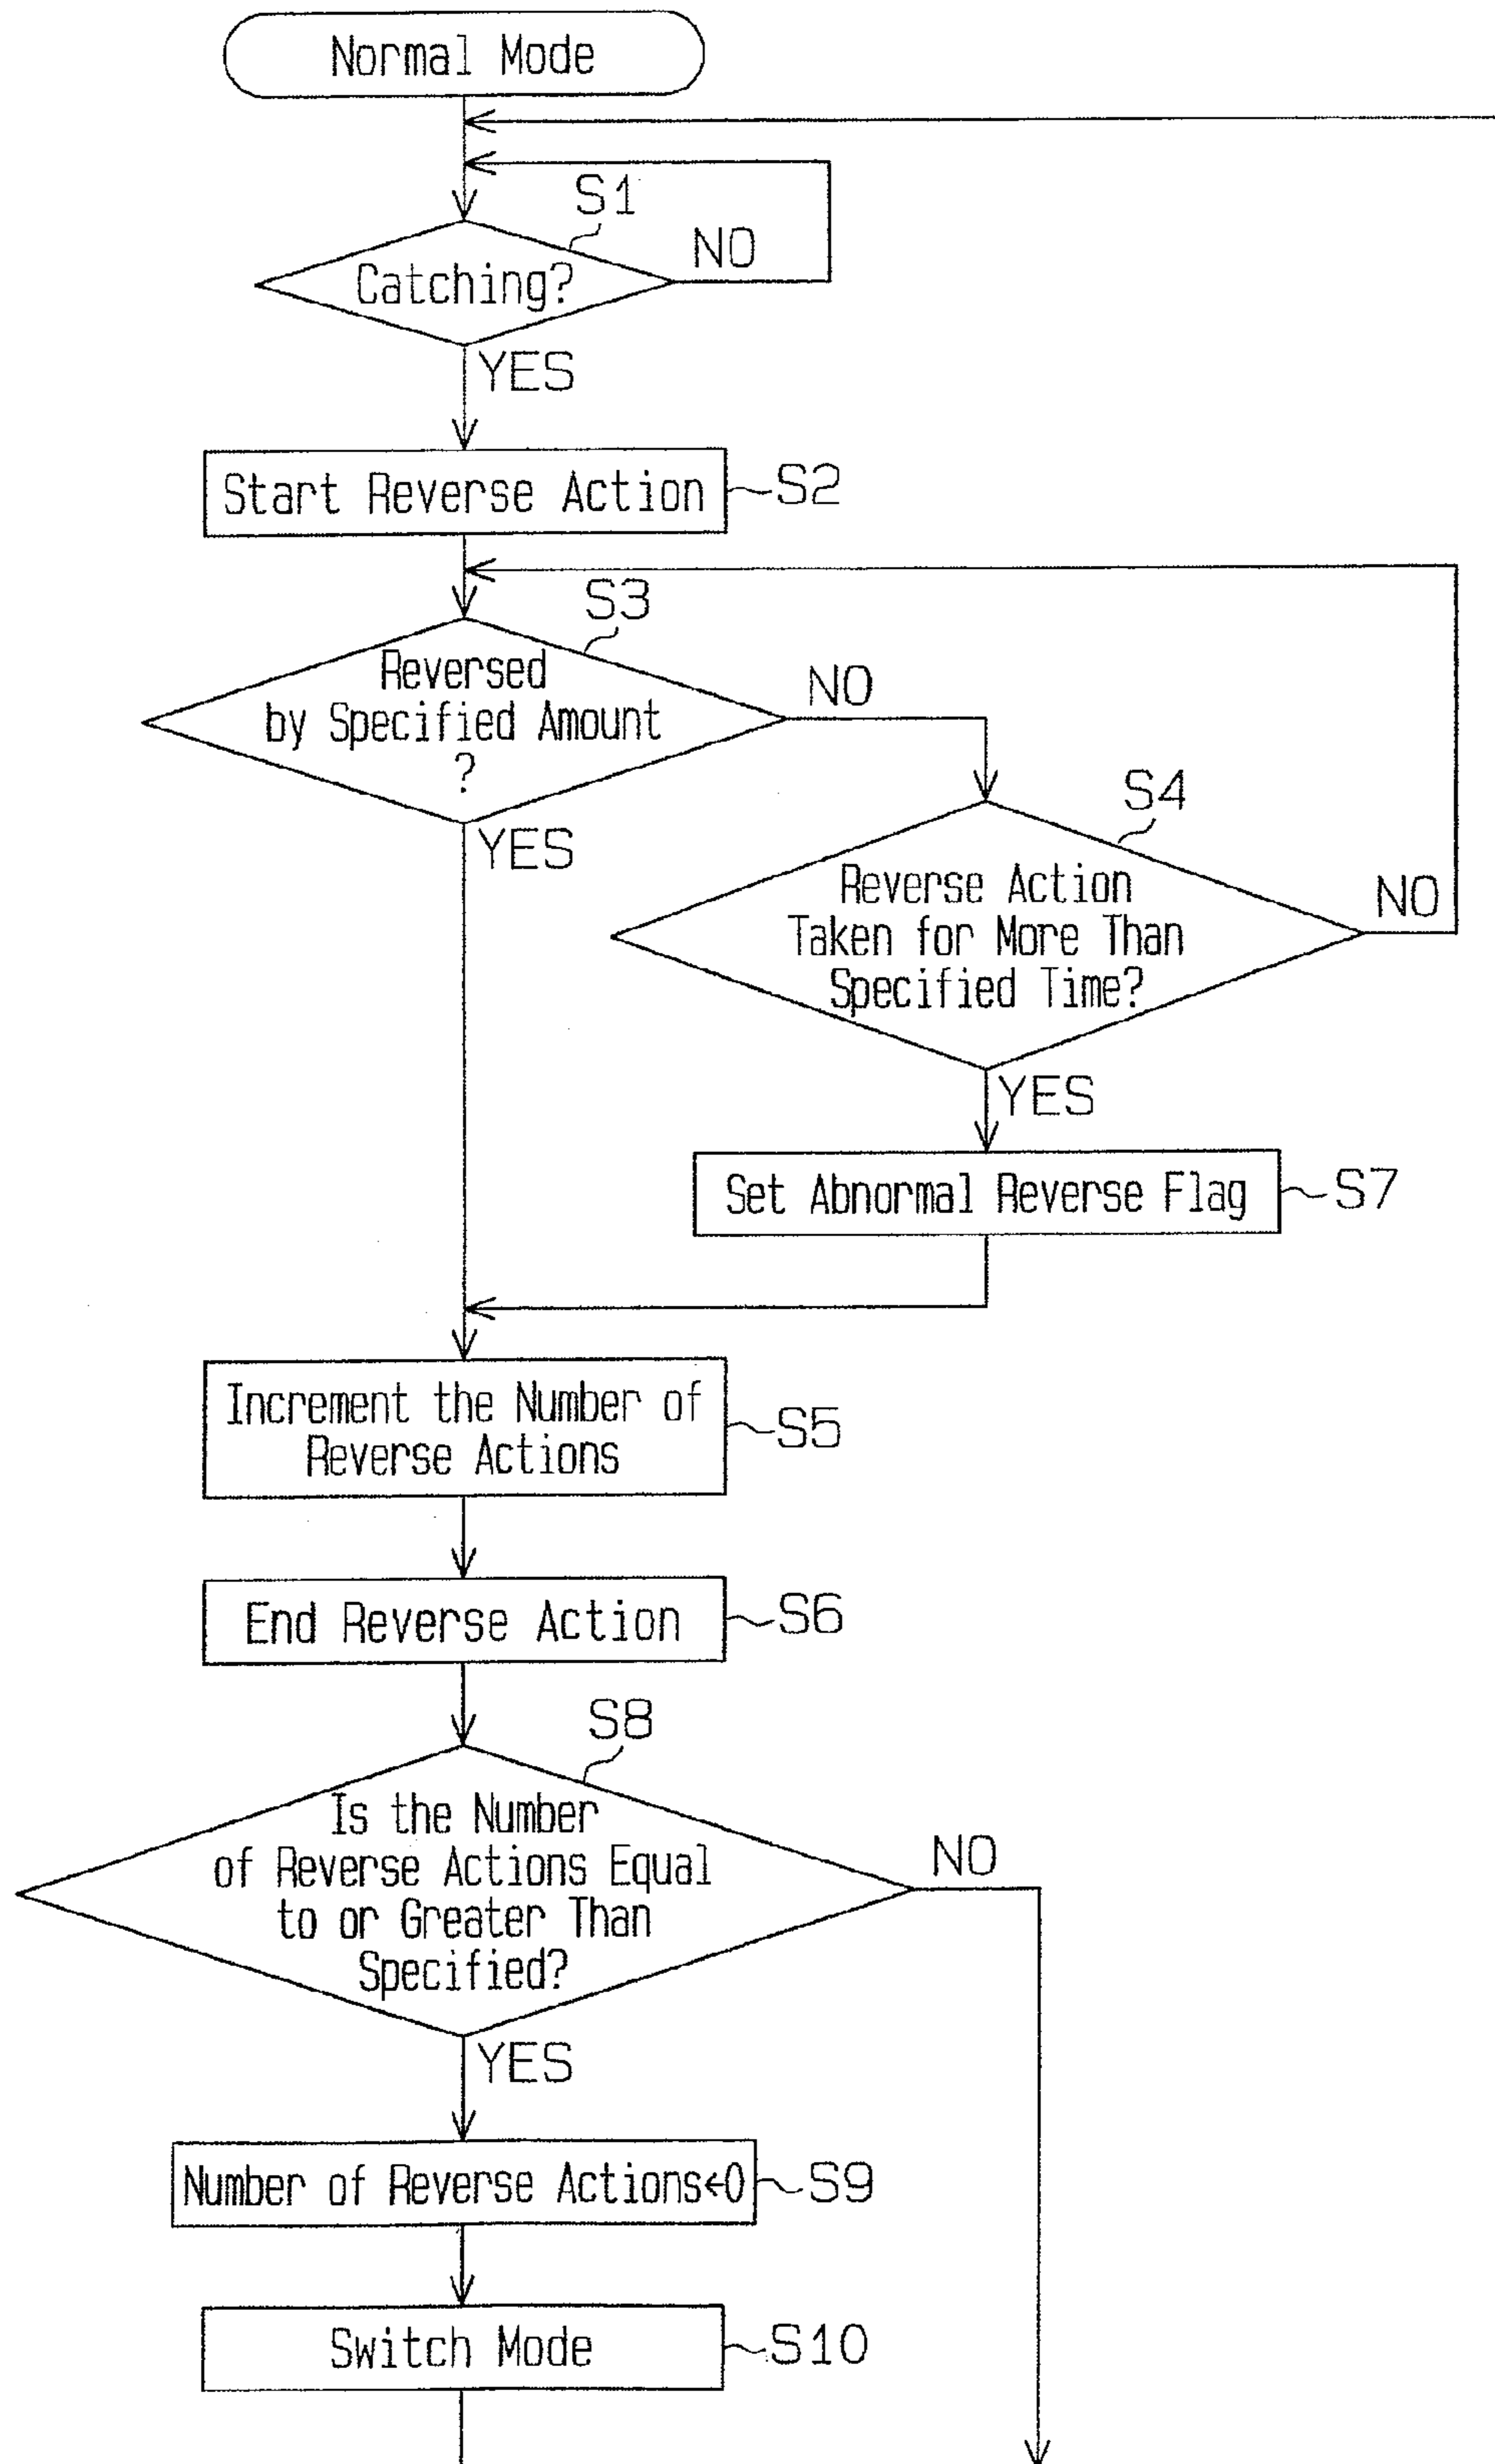 Normal Mode
S1
Catching?
NO
YES
Start Reverse Action
S2
S3
Reversed
by Specified Amount
?
NO
YES
S4
Reverse Action
Taken for More Than
Specified Time?
NO
YES
Set Abnormal Reverse Flag
S7
Increment the Number of
Reverse Actions
S5
End Reverse Action
S6
S8
Is the Number
of Reverse Actions Equal
to or Greater Than
Specified?
NO
YES
Number of Reverse Actions←0
S9
Switch Mode
S10